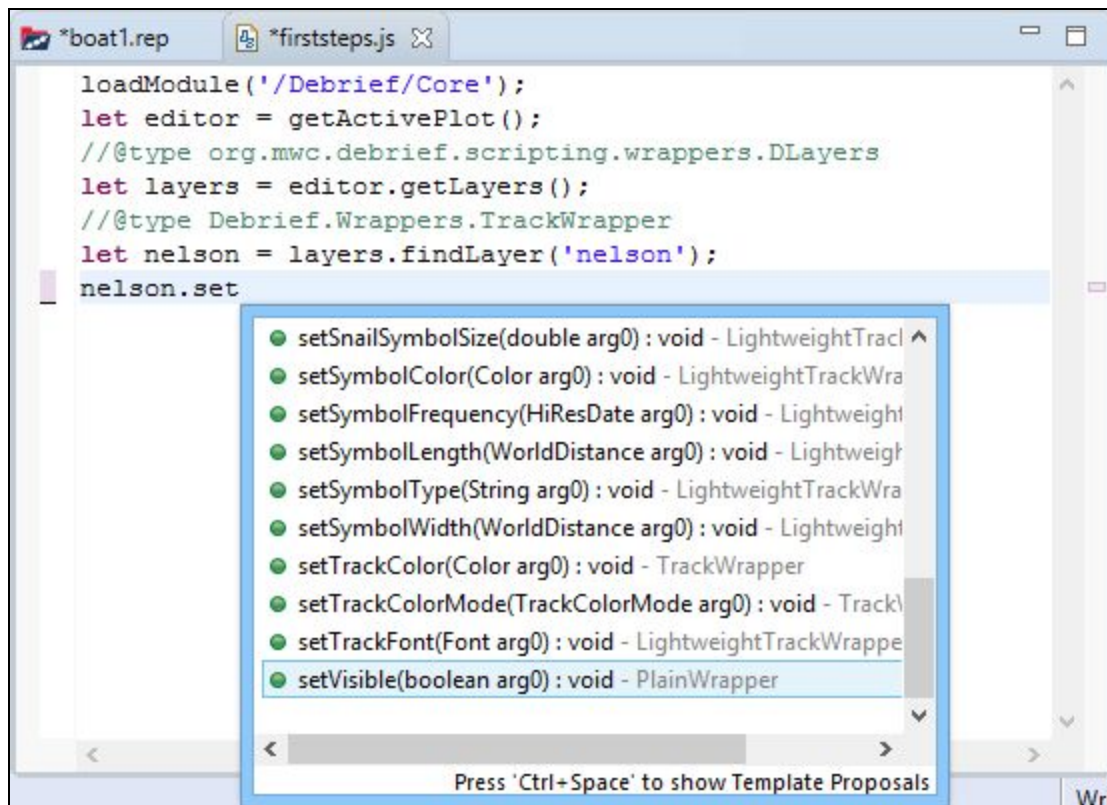 *boat1.rep
*firststeps.js
loadModule('/Debrief/Core');
let editor = getActivePlot();
//@type org.mwc.debrief.scripting.wrappers.DLayers
let layers = editor.getLayers();
//@type Debrief.Wrappers.TrackWrapper
let nelson = layers.findLayer('nelson');
nelson.set
setSnailSymbolSize(double arg0) : void - LightweightTrac
setSymbolColor(Color arg0) : void - LightweightTrackWra
setSymbolFrequency(HiResDate arg0) : void - Lightweight
setSymbolLength(WorldDistance arg0) : void - Lightweigh
setSymbolType(String arg0) : void - LightweightTrackWra
setSymbolWidth(WorldDistance arg0) : void - Lightweight
setTrackColor(Color arg0) : void - TrackWrapper
setTrackColorMode(TrackColorMode arg0) : void - Track
setTrackFont(Font arg0) : void - LightweightTrackWrappe
setVisible(boolean arg0) : void - PlainWrapper
Press 'Ctrl+Space' to show Template Proposals
Wr